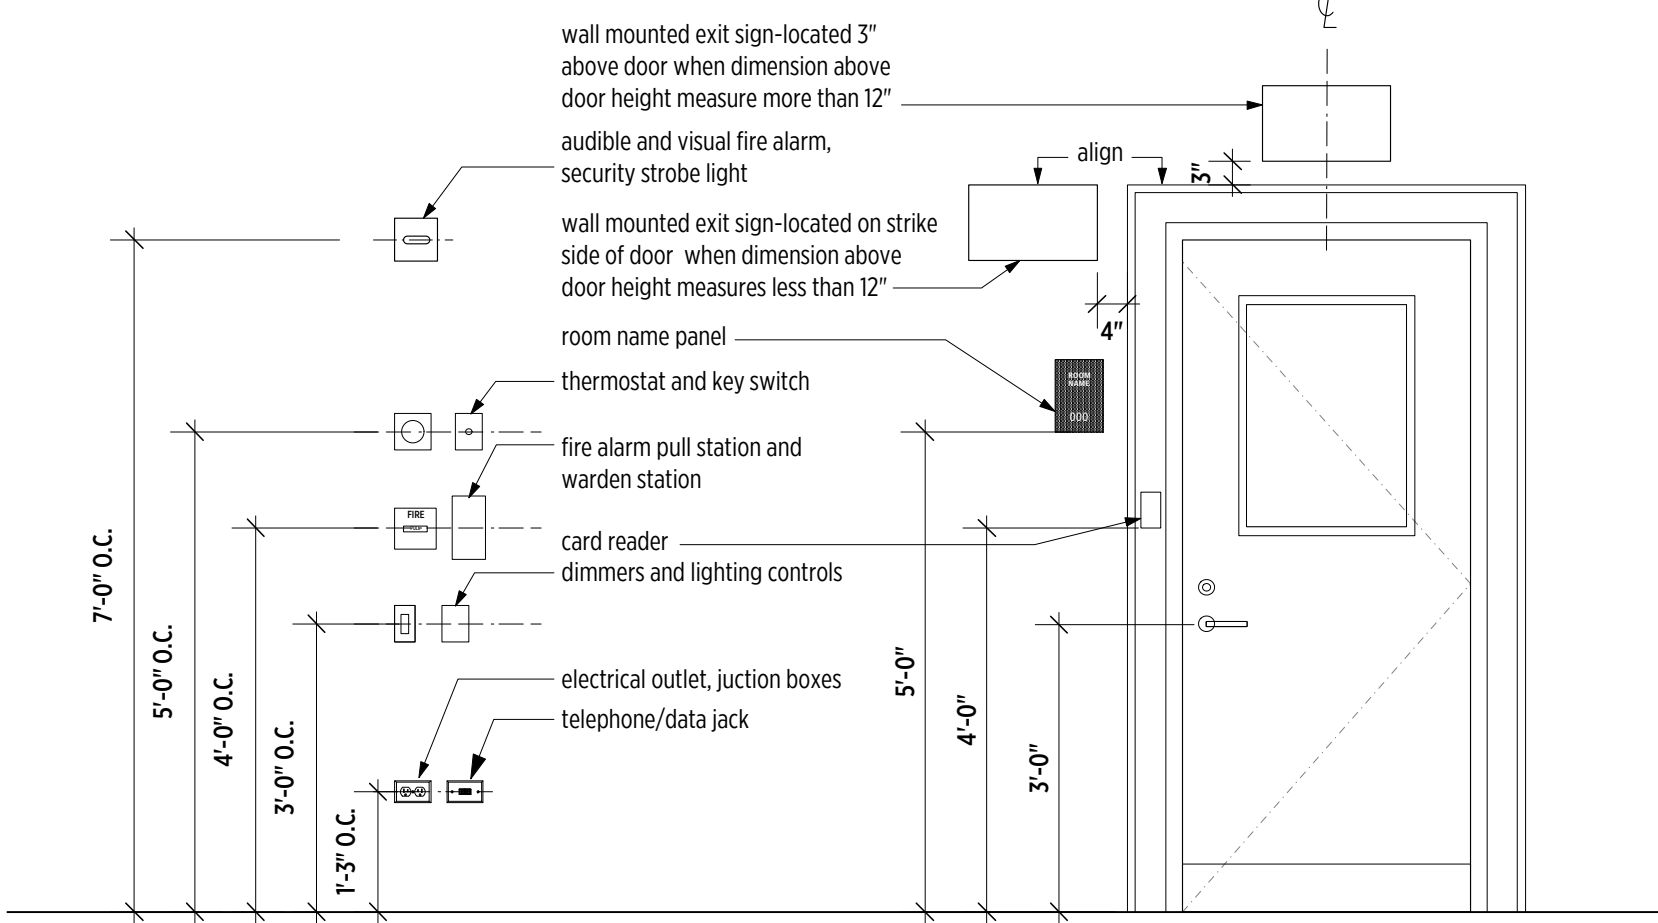 ℄
wall mounted exit sign-located 3"
above door when dimension above
door height measure more than 12"
audible and visual fire alarm,
security strobe light
align
3"
wall mounted exit sign-located on strike
side of door  when dimension above
door height measures less than 12"
4"
room name panel
ROOM
NAME
000
thermostat and key switch
fire alarm pull station and
warden station
FIRE
card reader
dimmers and lighting controls
electrical outlet, juction boxes
telephone/data jack
7'-0" O.C.
5'-0" O.C.
4'-0" O.C.
3'-0" O.C.
1'-3" O.C.
5'-0"
4'-0"
3'-0"